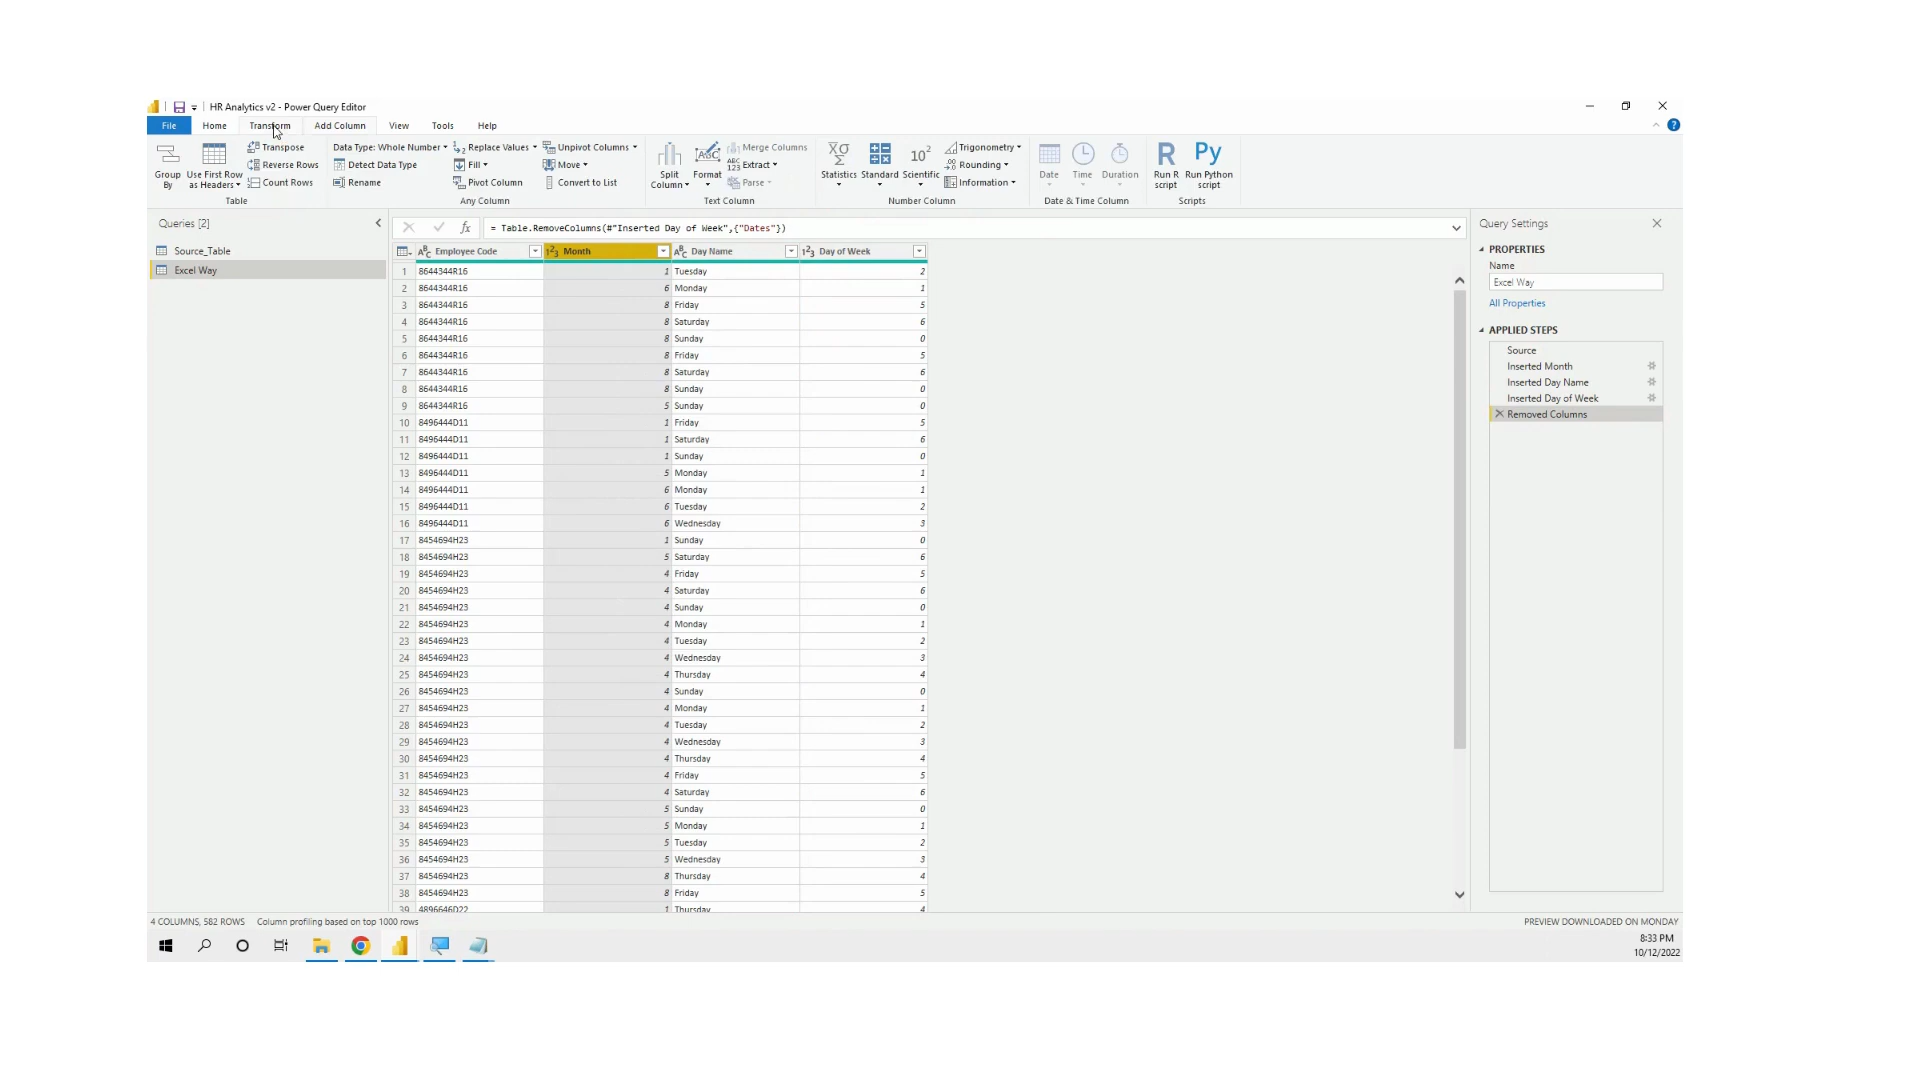 HR Analytics v2 - Power Query Editor
File Home Transform Add Column View Tools Help
Group By
Use First Row as Headers
Transpose
Reverse Rows
Count Rows
Table
Data Type: Whole Number
Detect Data Type
Rename
Replace Values
Fill
Pivot Column
Unpivot Columns
Move
Convert to List
Any Column
Split Column
Format
Merge Columns
Extract
Parse
Text Column
Statistics
Standard
Scientific
Trigonometry
Rounding
Information
Number Column
Date
Time
Duration
Date & Time Column
Run R script
Run Python script
Scripts
Queries [2]
Source_Table
Excel Way
= Table.RemoveColumns(#"Inserted Day of Week",{"Dates"})
Employee Code Month Day Name Day of Week
1 8644344R16 1 Tuesday 2
2 8644344R16 6 Monday 1
3 8644344R16 8 Friday 5
4 8644344R16 8 Saturday 6
5 8644344R16 8 Sunday 0
6 8644344R16 8 Friday 5
7 8644344R16 8 Saturday 6
8 8644344R16 8 Sunday 0
9 8644344R16 5 Sunday 0
10 8496444D11 1 Friday 5
11 8496444D11 1 Saturday 6
12 8496444D11 1 Sunday 0
13 8496444D11 5 Monday 1
14 8496444D11 6 Monday 1
15 8496444D11 6 Tuesday 2
16 8496444D11 6 Wednesday 3
17 8454694H23 1 Sunday 0
18 8454694H23 5 Saturday 6
19 8454694H23 4 Friday 5
20 8454694H23 4 Saturday 6
21 8454694H23 4 Sunday 0
22 8454694H23 4 Monday 1
23 8454694H23 4 Tuesday 2
24 8454694H23 4 Wednesday 3
25 8454694H23 4 Thursday 4
26 8454694H23 4 Sunday 0
27 8454694H23 4 Monday 1
28 8454694H23 4 Tuesday 2
29 8454694H23 4 Wednesday 3
30 8454694H23 4 Thursday 4
31 8454694H23 4 Friday 5
32 8454694H23 4 Saturday 6
33 8454694H23 5 Sunday 0
34 8454694H23 5 Monday 1
35 8454694H23 5 Tuesday 2
36 8454694H23 5 Wednesday 3
37 8454694H23 8 Thursday 4
38 8454694H23 8 Friday 5
39 4896646D22 1 Thursday 4
Query Settings
PROPERTIES
Name
Excel Way
All Properties
APPLIED STEPS
Source
Inserted Month
Inserted Day Name
Inserted Day of Week
Removed Columns
4 COLUMNS, 582 ROWS Column profiling based on top 1000 rows
PREVIEW DOWNLOADED ON MONDAY
8:33 PM
10/12/2022